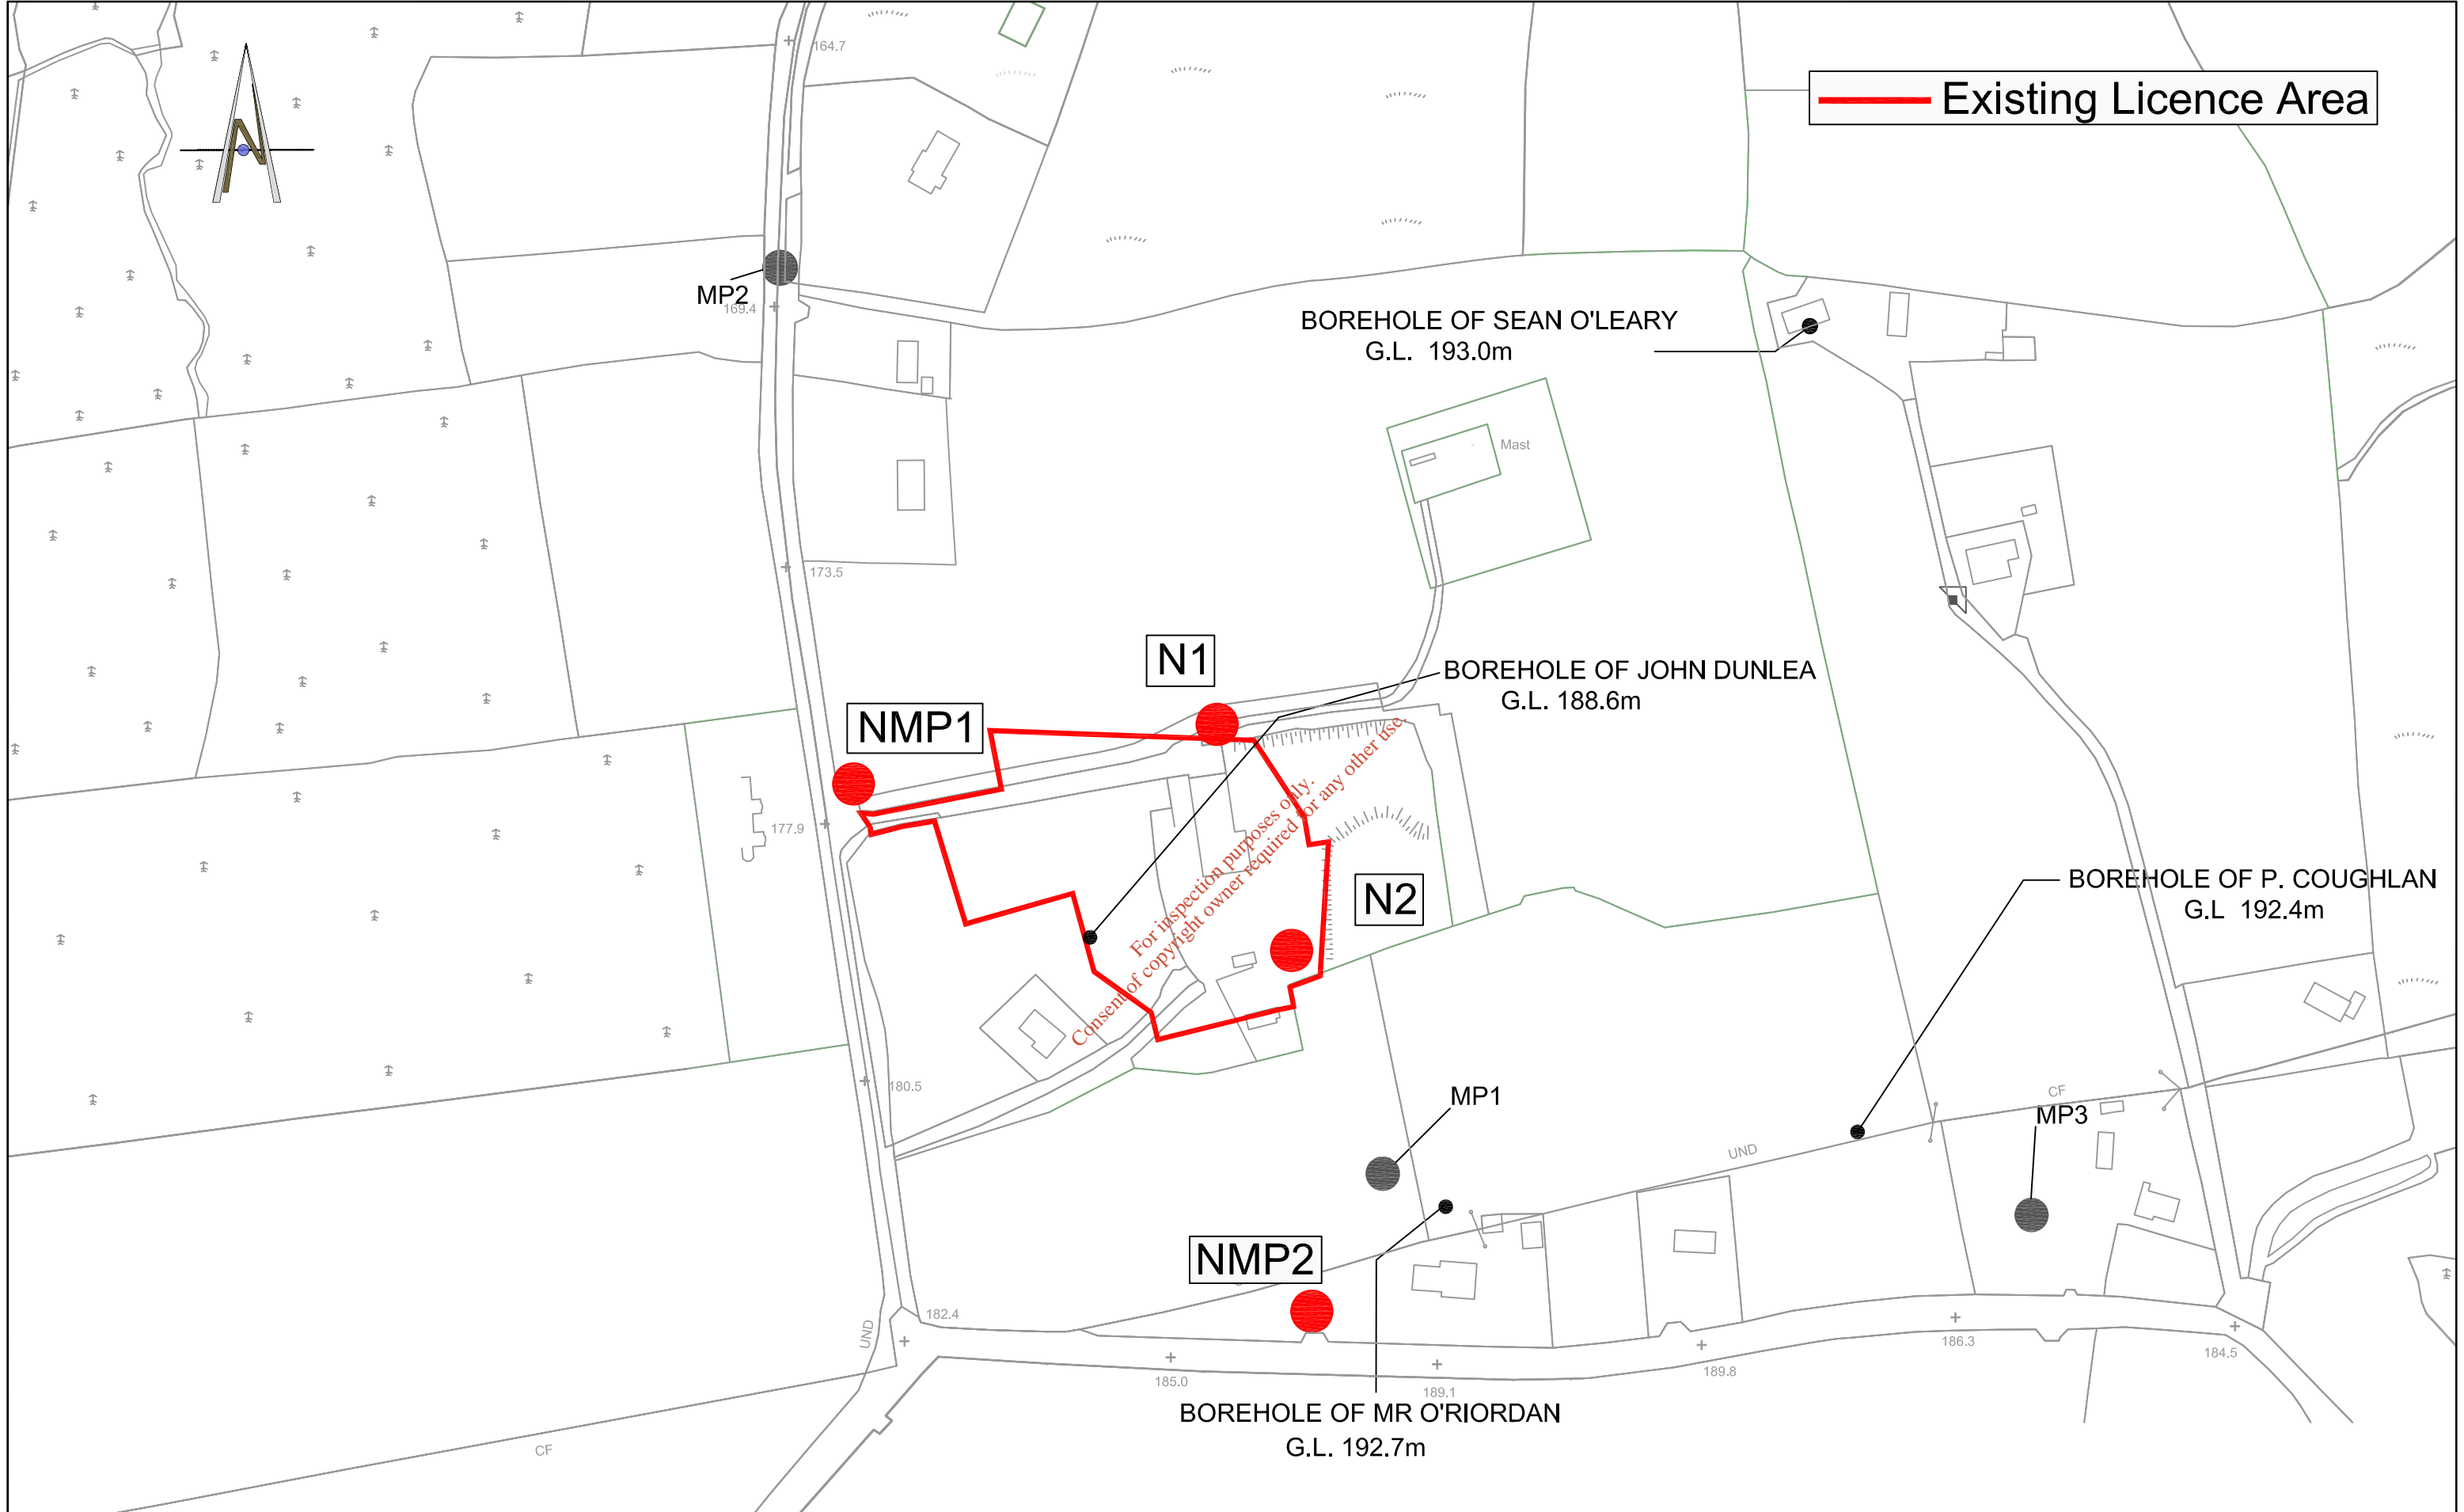 164.7
Existing Licence Area
N
MP2
169.4
BOREHOLE OF SEAN O'LEARY
G.L. 193.0m
Mast
173.5
N1
BOREHOLE OF JOHN DUNLEA
G.L. 188.6m
NMP1
177.9
For inspection purposes only.
Consent of copyright owner required for any other use.
N2
BOREHOLE OF P. COUGHLAN
G.L 192.4m
180.5
MP1
CF
MP3
UND
NMP2
182.4
UND
186.3
184.5
185.0
189.1
189.8
BOREHOLE OF MR O'RIORDAN
G.L. 192.7m
CF